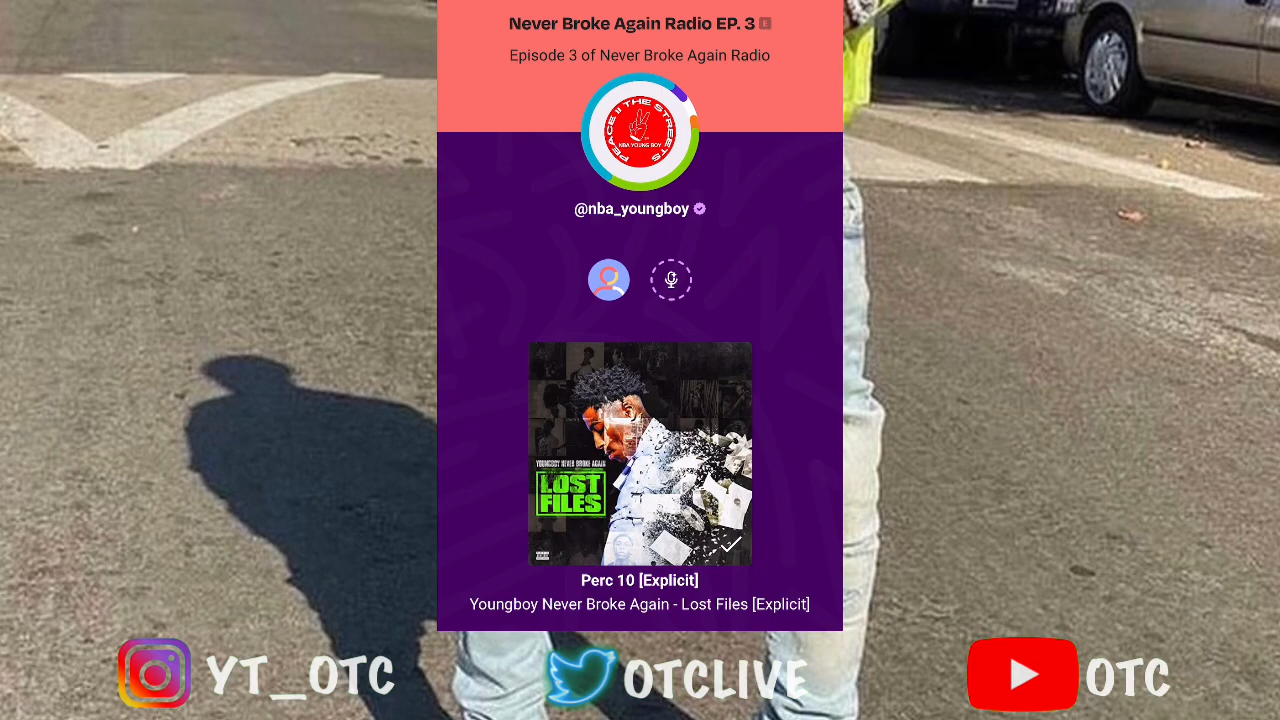 Never Broke Again Radio EP. 3 E
Episode 3 of Never Broke Again Radio
PEACE II THE STREETS
NBA YOUNG BOY
@nba_youngboy
YOUNGBOY NEVER BROKE AGAIN
LOST
FILES
Perc 10 [Explicit]
Youngboy Never Broke Again - Lost Files [Explicit]
YT_OTC
OTCLIVE
OTC